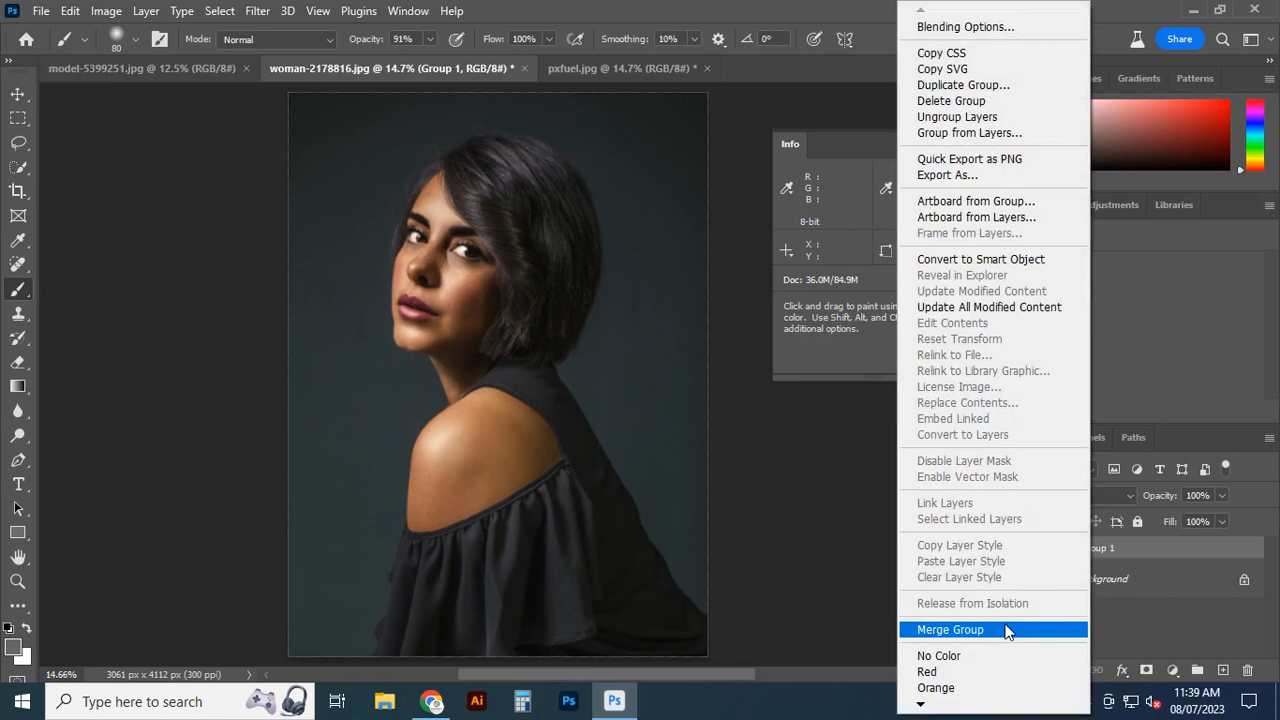 File Edit Image Layer Type Select Filter 3D View Plugins Window Help
80 Mode: Normal Opacity: 91% Flow: 100% Smoothing: 10% 0° Share
model-5399251.jpg @ 12.5% (RGB/8#) × woman-2178816.jpg @ 14.7% (Group 1, RGB/8#) * × pxfuel.jpg @ 14.7% (RGB/8#) * ×
Gradients Patterns
Info
R :
G :
B :
8-bit
X :
Y :
Doc: 36.0M/84.9M
Click and drag to paint using
color. Use Shift, Alt, and C
additional options.
Blending Options...
Copy CSS
Copy SVG
Duplicate Group...
Delete Group
Ungroup Layers
Group from Layers...
Quick Export as PNG
Export As...
Artboard from Group...
Artboard from Layers...
Frame from Layers...
Convert to Smart Object
Reveal in Explorer
Update Modified Content
Update All Modified Content
Edit Contents
Reset Transform
Relink to File...
Relink to Library Graphic...
License Image...
Replace Contents...
Embed Linked
Convert to Layers
Disable Layer Mask
Enable Vector Mask
Link Layers
Select Linked Layers
Copy Layer Style
Paste Layer Style
Clear Layer Style
Release from Isolation
Merge Group
No Color
Red
Orange
djustments Libraries
nels Paths
Opacity: 100%
Fill: 100%
oup 1
ckground
14.66% 3061 px x 4112 px (300 ppi)
Type here to search
11:39 AM
08/07/2023